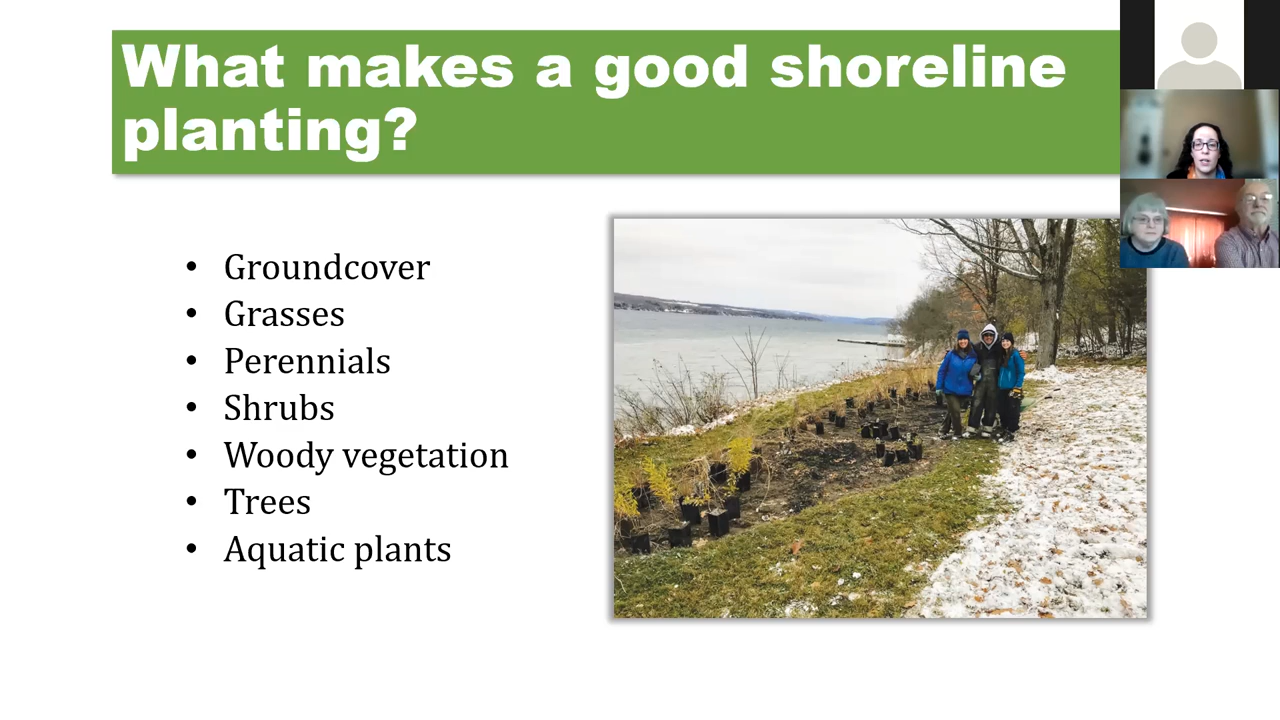 What makes a good shoreline
planting?
• Groundcover
• Grasses
• Perennials
• Shrubs
• Woody vegetation
• Trees
• Aquatic plants